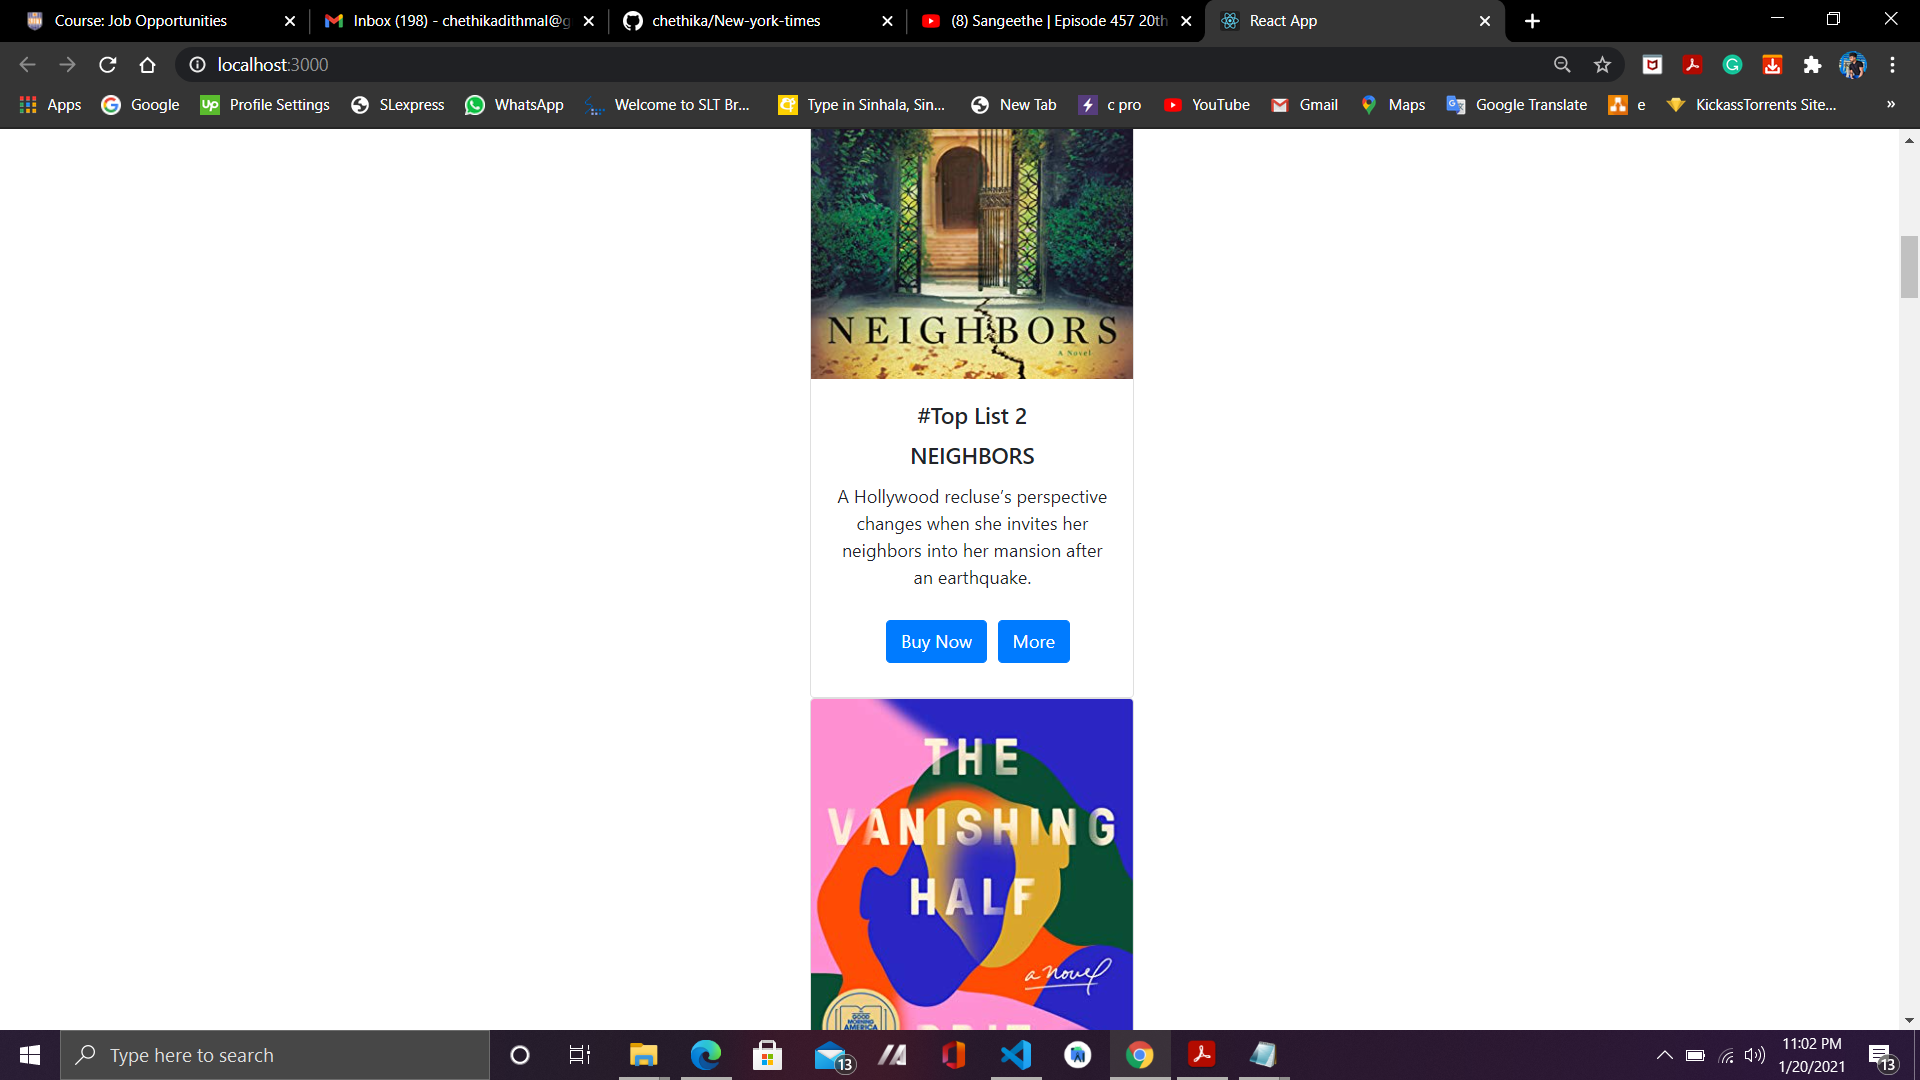 Course: Job Opportunities
Inbox (198) - chethikadithmal@g
chethika/New-york-times
(8) Sangeethe | Episode 457 20th
React App
localhost:3000
Apps
Google
Up
Profile Settings
SLexpress
WhatsApp
Welcome to SLT Br...
Type in Sinhala, Sin...
New Tab
c pro
YouTube
Gmail
Maps
Google Translate
e
KickassTorrents Site...
»
NEIGHBORS
A Novel
#Top List 2
NEIGHBORS
A Hollywood recluse’s perspective
changes when she invites her
neighbors into her mansion after
an earthquake.
Buy Now
More
THE
VANISHING
HALF
a novel
GOOD
MORNING
AMERICA
Type here to search
13
11:02 PM
1/20/2021
13